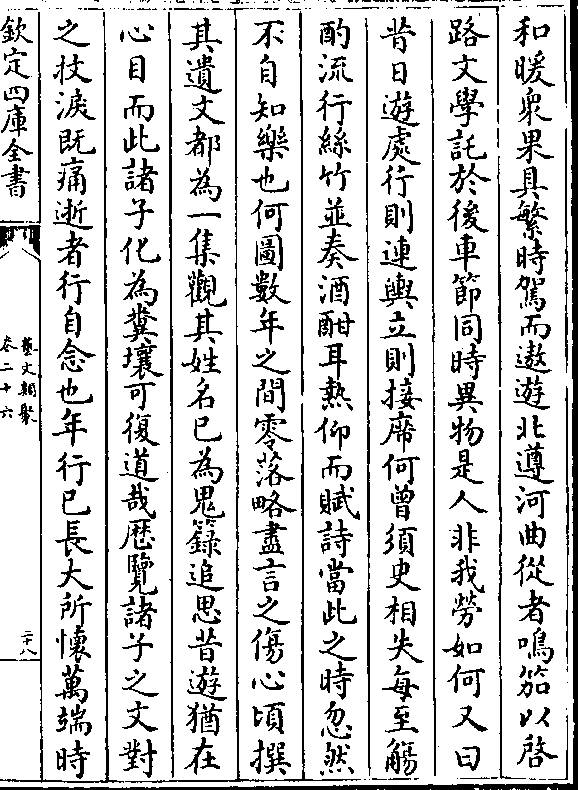 和暖衆果具繁時駕而遨遊北遵河曲從者鳴笳以啓
路文學託於後車節同時異物是人非我勞如何又曰
昔日遊處行則連輿立則接席何曾須臾相失每至觴
酌流行絲竹並奏酒酣耳熱仰而賦詩當此之時忽然
不自知樂也何圖數年之間零落略盡言之傷心頃撰
其遺文都為一集觀其姓名已為鬼籙追思昔遊猶在
心目而此諸子化為糞壤可復道哉歴覽諸子之文對
之抆淚既痛逝者行自念也年行已長大所懷萬端時
欽定四庫全書
藝文類聚
卷二十六
二十八